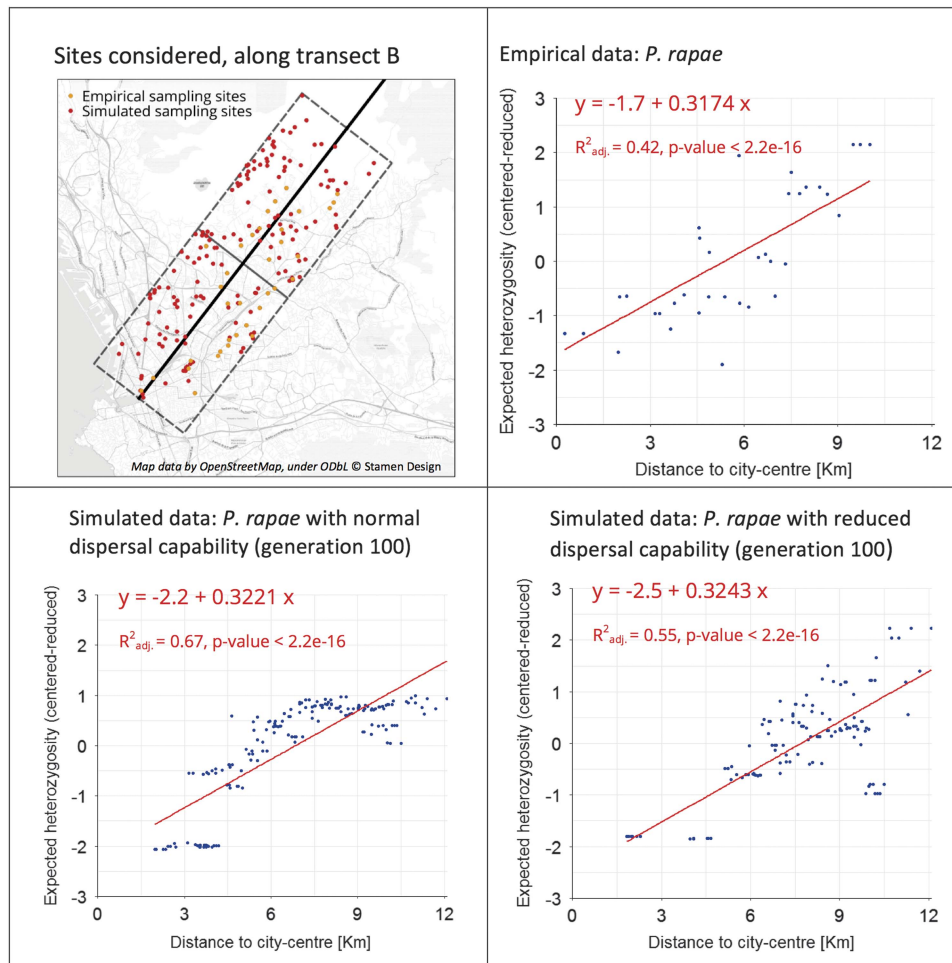 Sites considered, along transect B
Empirical sampling sites
Simulated sampling sites
Map data by OpenStreetMap, under ODbL © Stamen Design
Empirical data: P. rapae
y = -1.7 + 0.3174 x
R²adj. = 0.42, p-value < 2.2e-16
Expected heterozygosity (centered-reduced)
3
2
1
0
-1
-2
-3
0 3 6 9 12
Distance to city-centre [Km]
Simulated data: P. rapae with normal
dispersal capability (generation 100)
y = -2.2 + 0.3221 x
R²adj. = 0.67, p-value < 2.2e-16
Expected heterozygosity (centered-reduced)
3
2
1
0
-1
-2
-3
0 3 6 9 12
Distance to city-centre [Km]
Simulated data: P. rapae with reduced
dispersal capability (generation 100)
y = -2.5 + 0.3243 x
R²adj. = 0.55, p-value < 2.2e-16
Expected heterozygosity (centered-reduced)
3
2
1
0
-1
-2
-3
0 3 6 9 12
Distance to city-centre [Km]